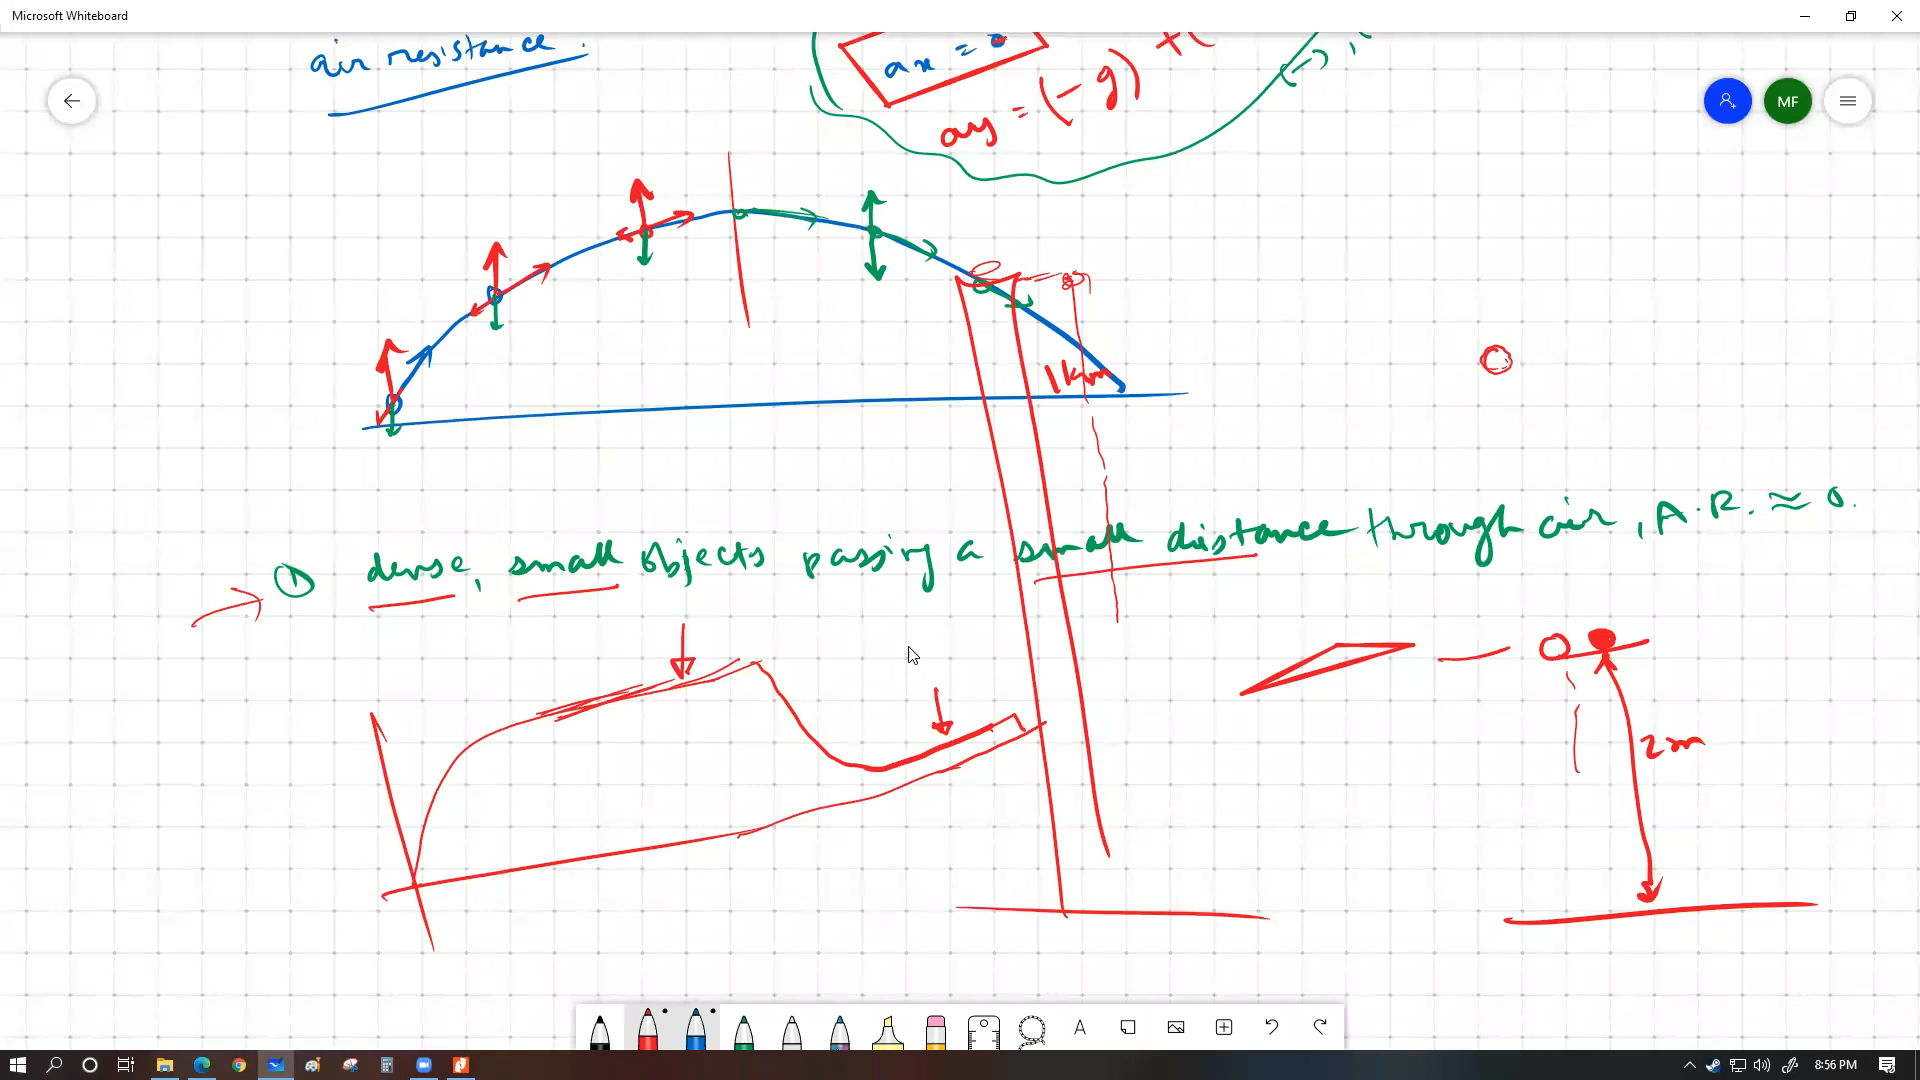 Microsoft Whiteboard
air resistance.
ax =
ay = (-g) +
(-)
MF
1km
① dense, small objects passing a small distance through air, A.R. ≈ 0.
2m
A
8:56 PM